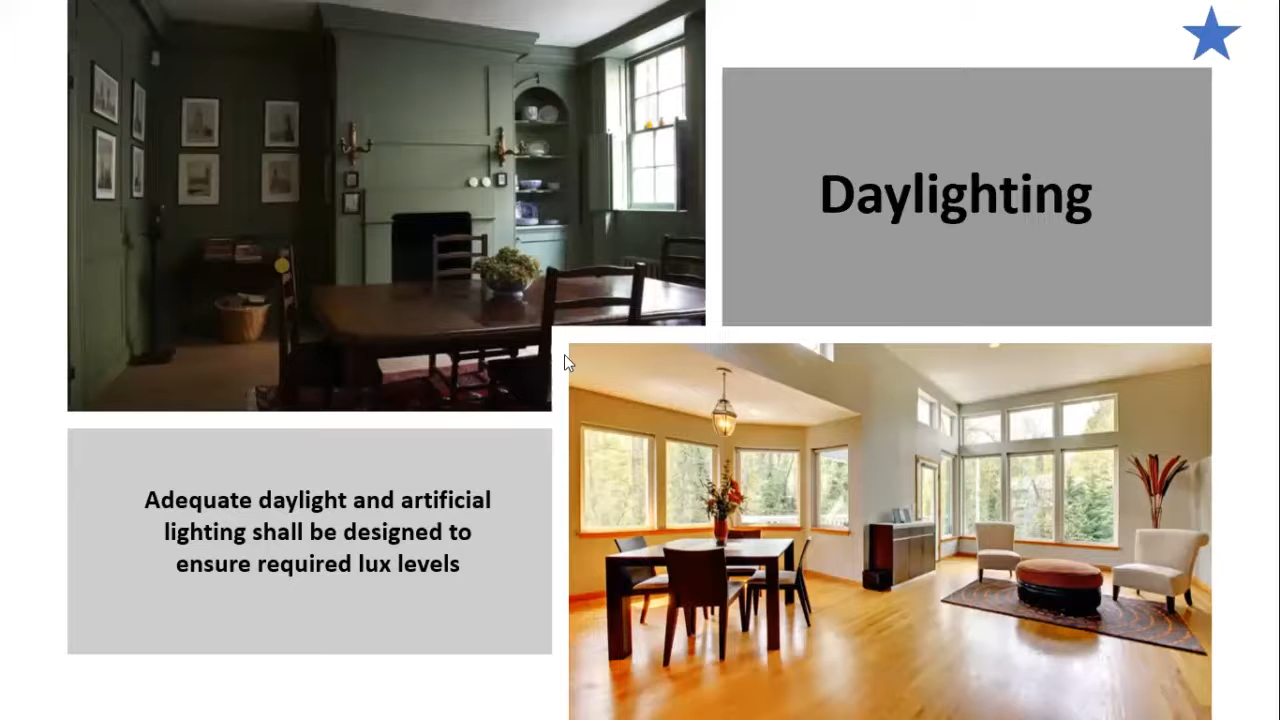 Daylighting
Adequate daylight and artificial
lighting shall be designed to
ensure required lux levels